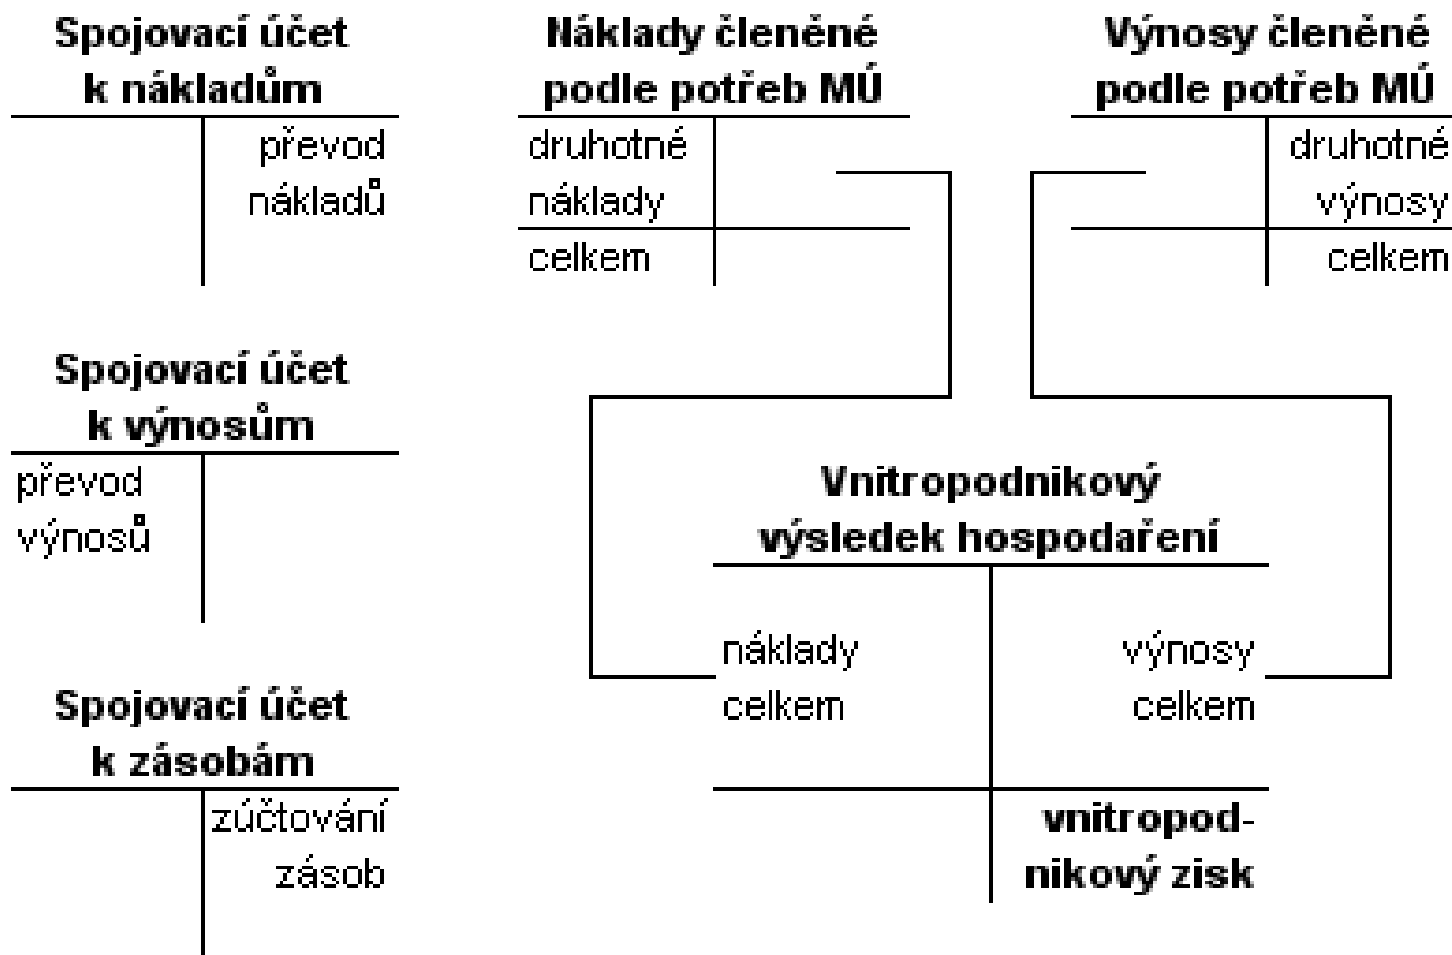 Spojovací účet
k nákladům
převod
nákladů
Náklady členěné
podle potřeb MÚ
druhotné
náklady
celkem
Výnosy členěné
podle potřeb MÚ
druhotné
výnosy
celkem
Spojovací účet
k výnosům
převod
výnosů
Vnitropodnikový
výsledek hospodaření
náklady
celkem
výnosy
celkem
vnitropod-
nikový zisk
Spojovací účet
k zásobám
zúčtování
zásob